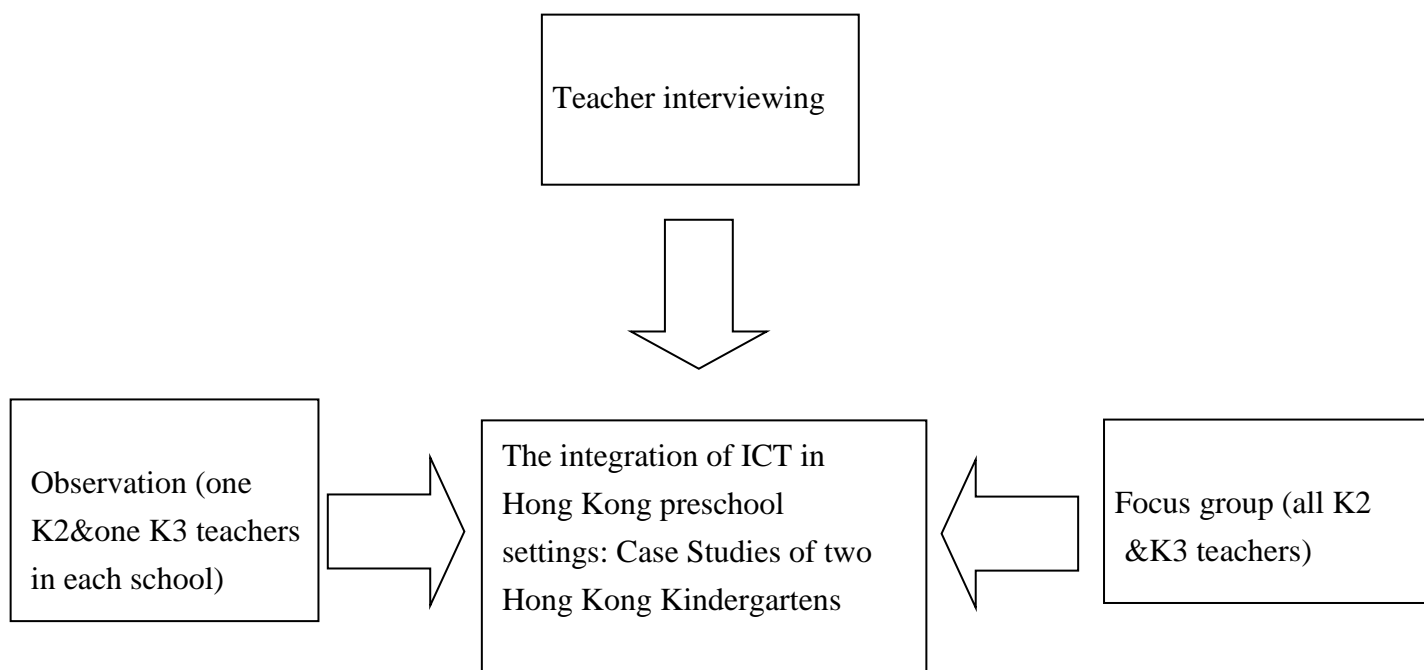 Teacher interviewing
Observation (one
K2&one K3 teachers
in each school)
The integration of ICT in
Hong Kong preschool
settings: Case Studies of two
Hong Kong Kindergartens
Focus group (all K2
&K3 teachers)